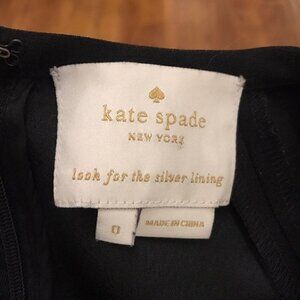 kate spade
NEW YORK
look for the silver lining
0
MADE IN CHINA